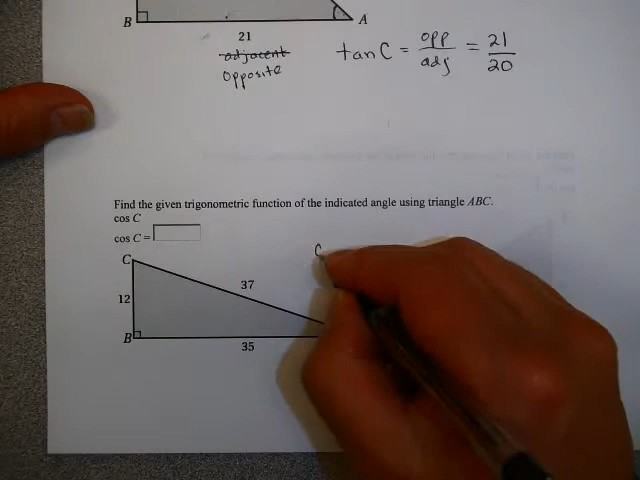 B A
21
adjacent
opposite
tan C = opp/adj = 21/20
Find the given trigonometric function of the indicated angle using triangle ABC.
cos C
cos C =
C
37
12
B
35
C